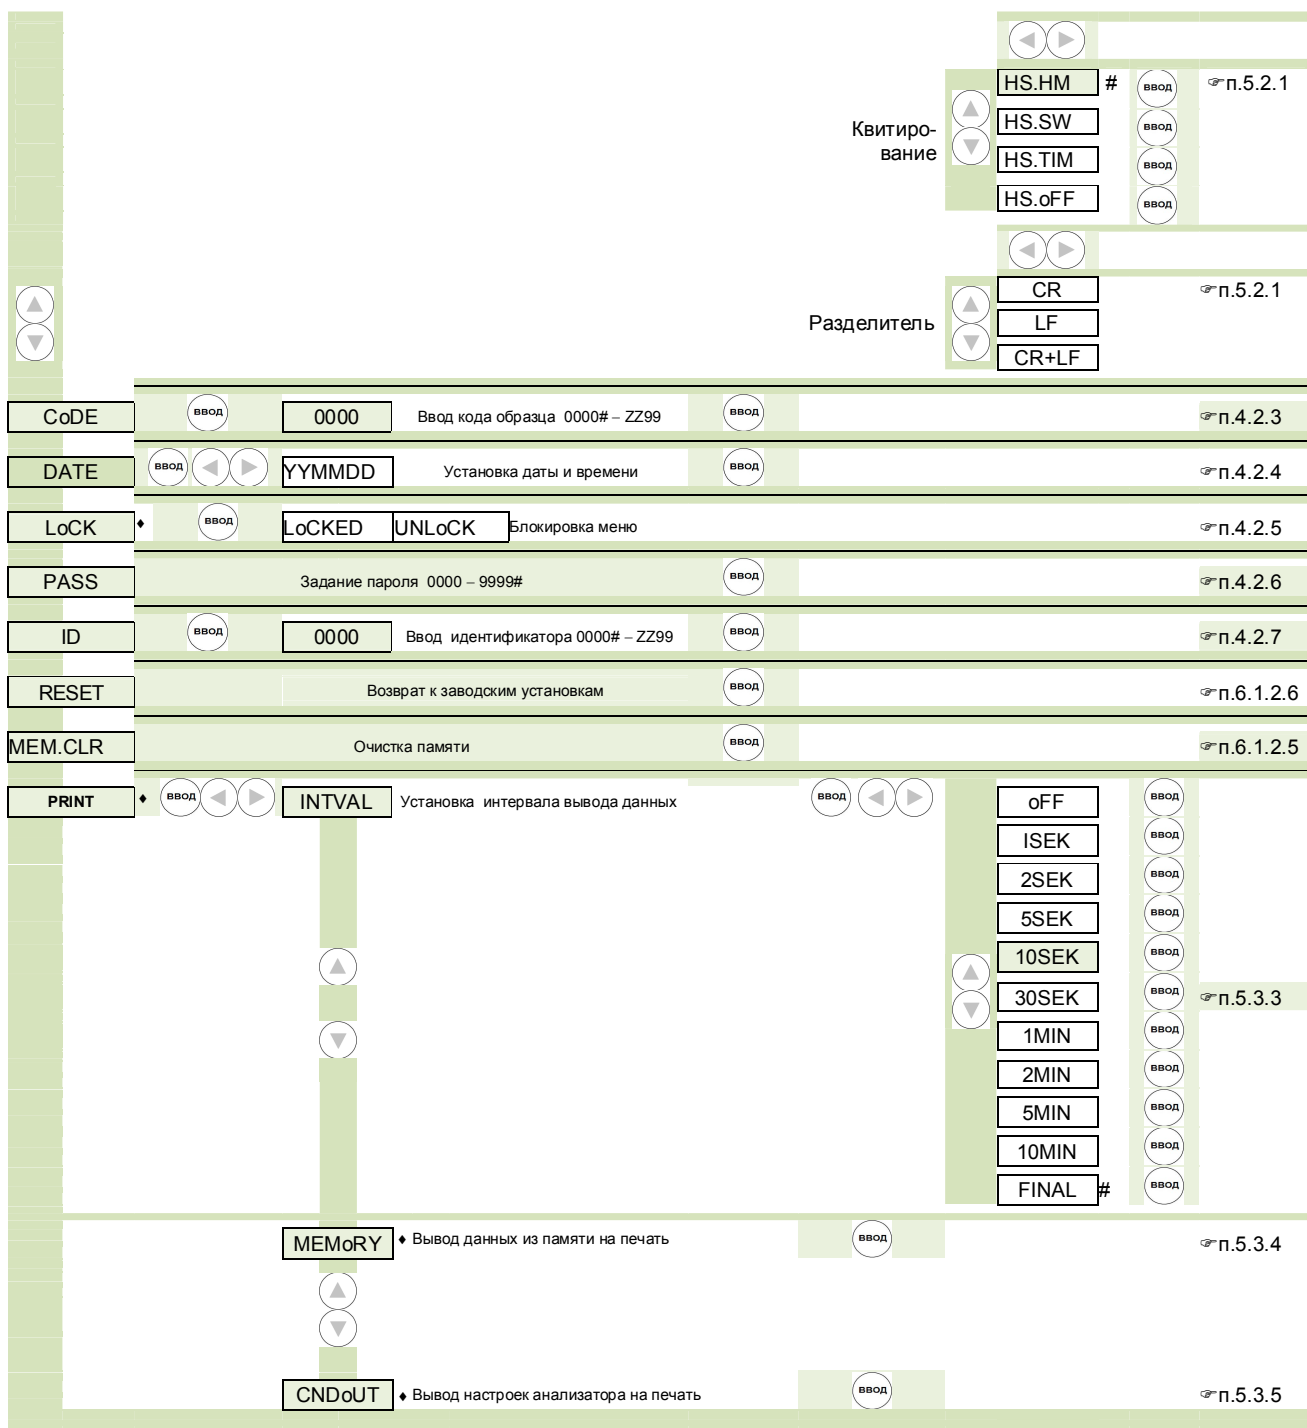 HS.HM # ввод ☞п.5.2.1
Квитиро-
вание
HS.SW ввод
HS.TIM ввод
HS.oFF ввод
CR ☞п.5.2.1
Разделитель LF
CR+LF
CoDE ввод 0000 Ввод кода образца 0000# – ZZ99 ввод ☞п.4.2.3
DATE ввод YYMMDD Установка даты и времени ввод ☞п.4.2.4
LoCK ♦ ввод LoCKED UNLoCK Блокировка меню ☞п.4.2.5
PASS Задание пароля 0000 – 9999# ввод ☞п.4.2.6
ID ввод 0000 Ввод идентификатора 0000# – ZZ99 ввод ☞п.4.2.7
RESET Возврат к заводским установкам ввод ☞п.6.1.2.6
MEM.CLR Очистка памяти ввод ☞п.6.1.2.5
PRINT ♦ ввод INTVAL Установка интервала вывода данных ввод oFF ввод
ISEK ввод
2SEK ввод
5SEK ввод
10SEK ввод
30SEK ввод ☞п.5.3.3
1MIN ввод
2MIN ввод
5MIN ввод
10MIN ввод
FINAL # ввод
MEMoRY ♦ Вывод данных из памяти на печать ввод ☞п.5.3.4
CNDoUT ♦ Вывод настроек анализатора на печать ввод ☞п.5.3.5